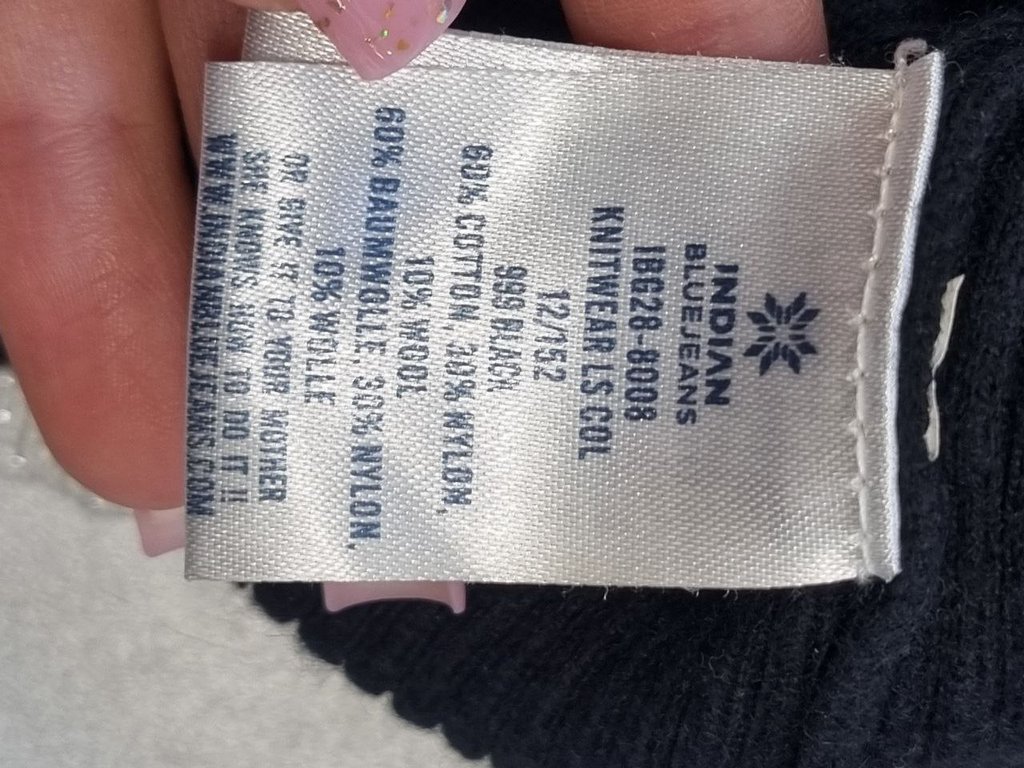 INDIAN
BLUEJEANS
IBG28-8008
KNITWEAR LS COL
12/152
999 BLACK
60% COTTON, 30% NYLON,
10% WOOL
60% BAUMWOLLE, 30% NYLON,
10% WOLLE
OR GIVE IT TO YOUR MOTHER
SHE KNOWS HOW TO DO IT !!
WWW.INDIANBLUEJEANS.COM